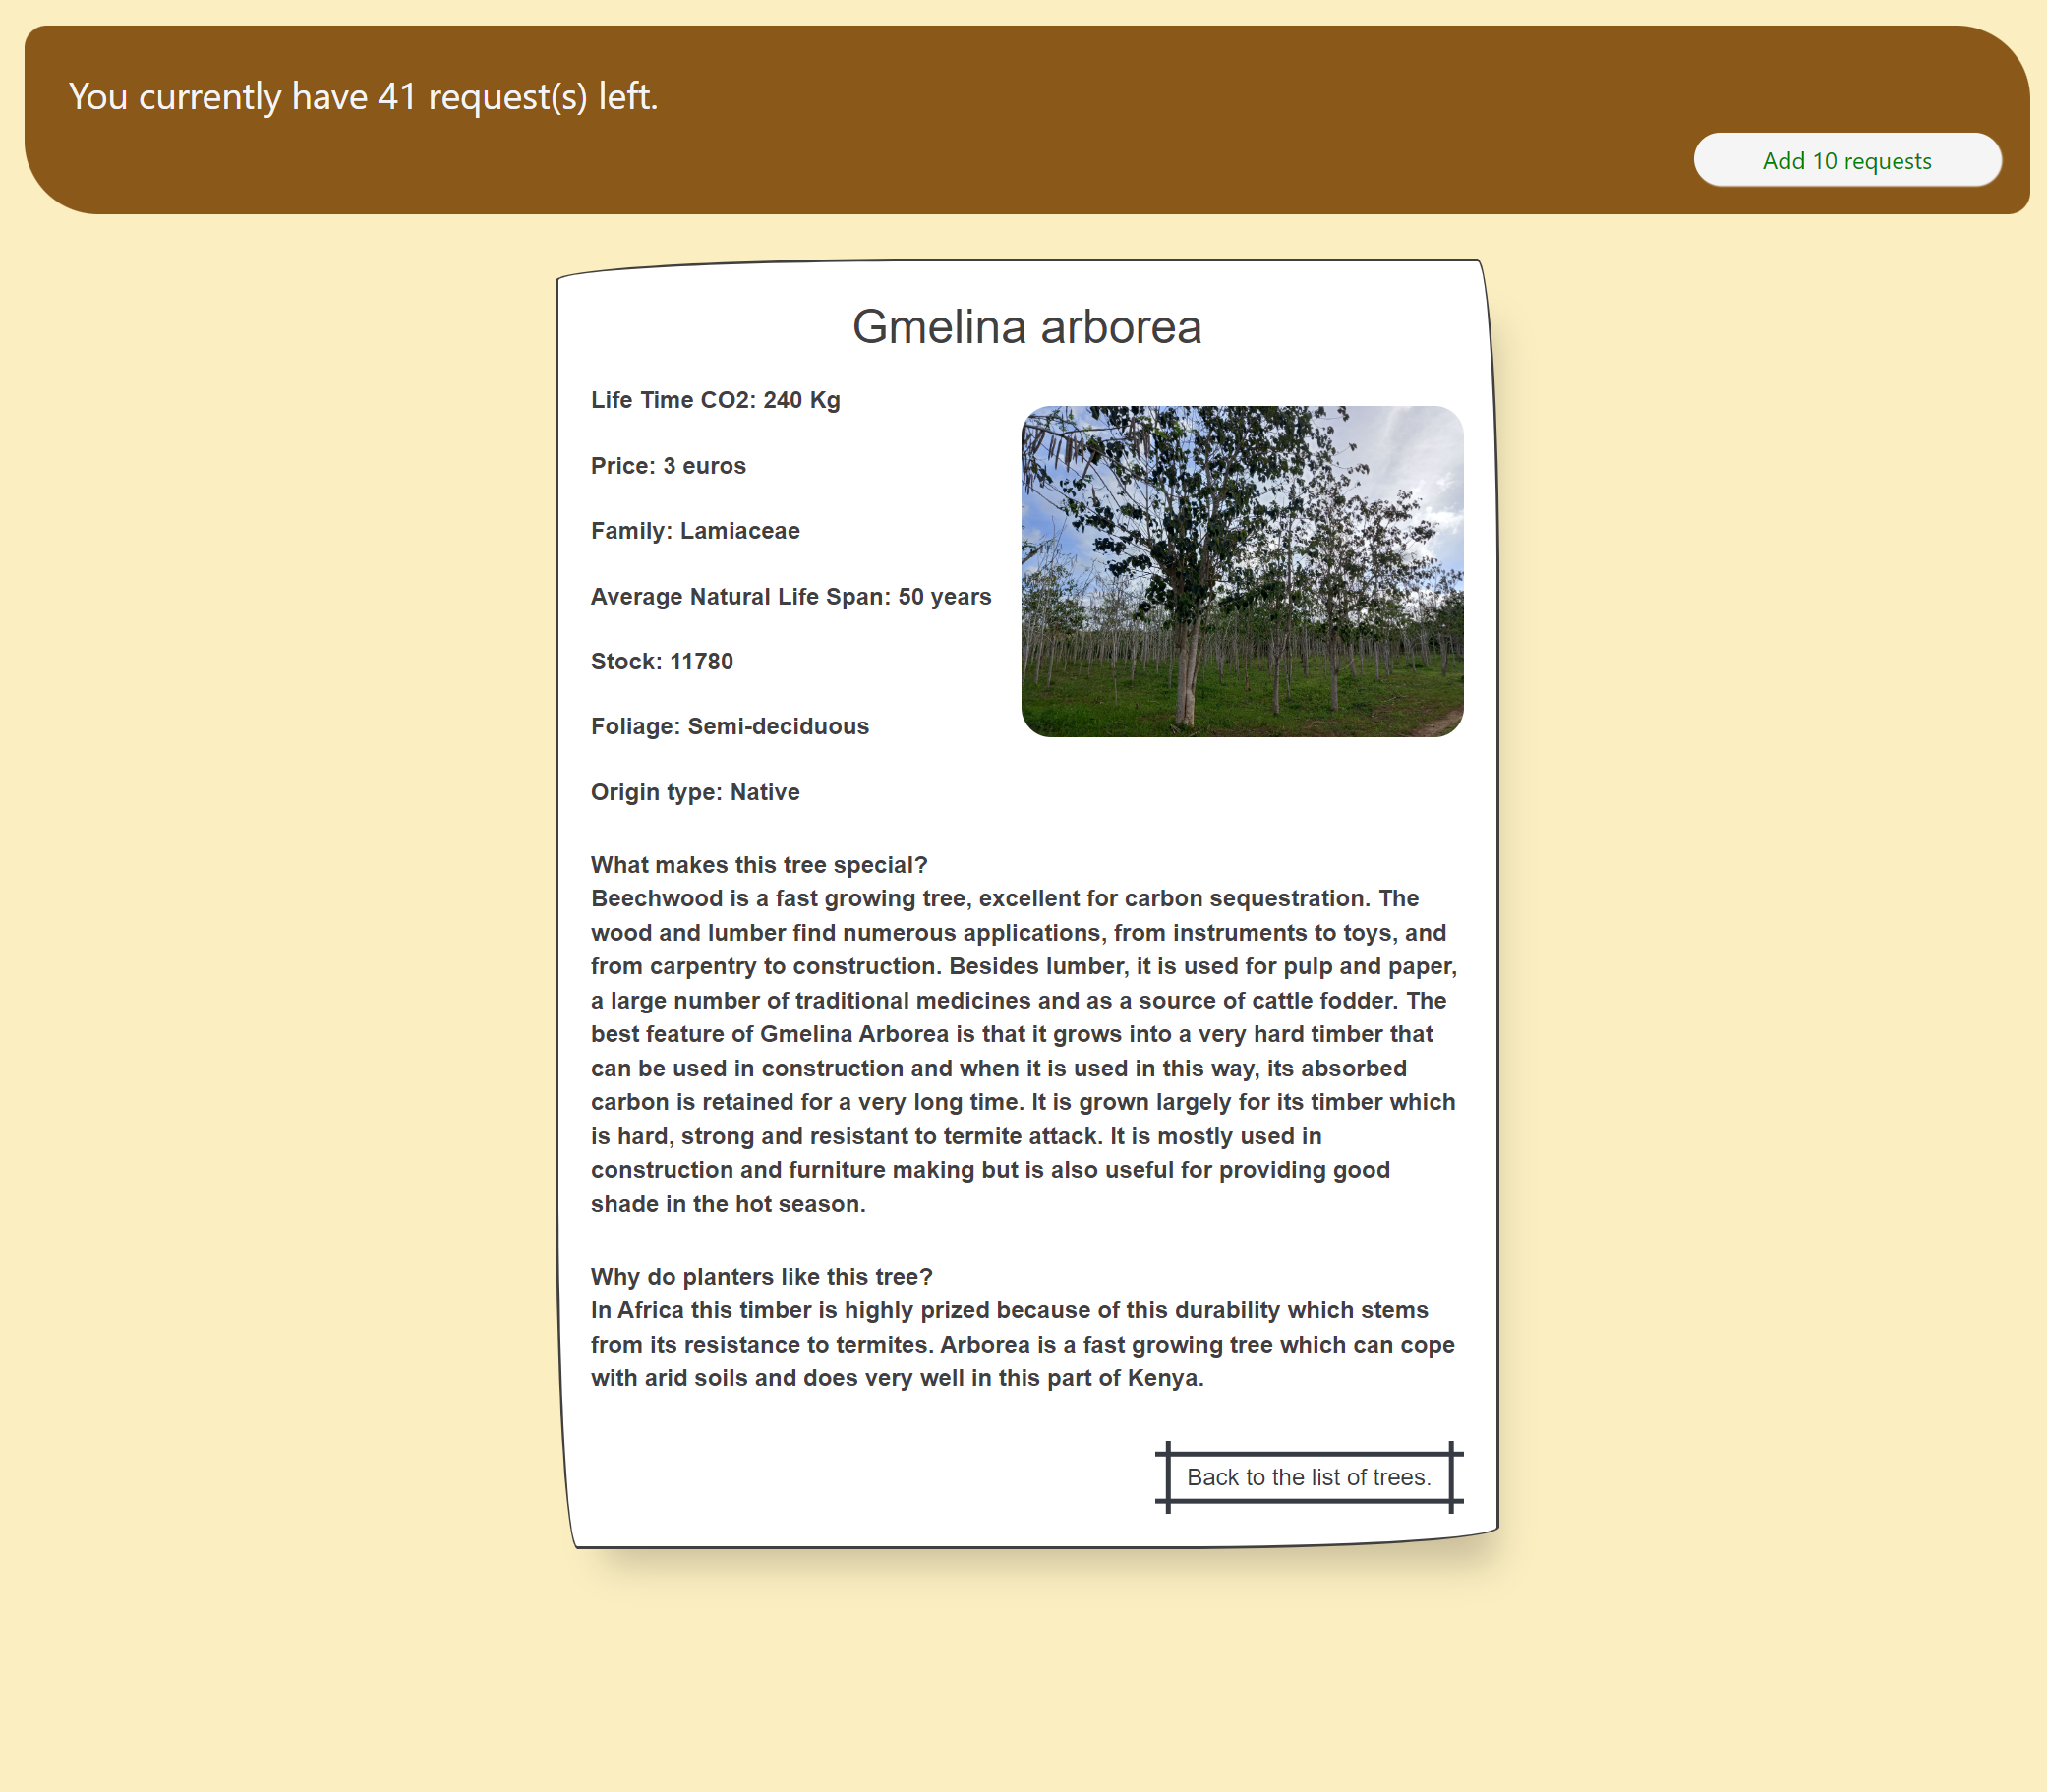 You currently have 41 request(s) left.
Add 10 requests
Gmelina arborea
Life Time CO2: 240 Kg
Price: 3 euros
Family: Lamiaceae
Average Natural Life Span: 50 years
Stock: 11780
Foliage: Semi-deciduous
Origin type: Native
What makes this tree special?
Beechwood is a fast growing tree, excellent for carbon sequestration. The
wood and lumber find numerous applications, from instruments to toys, and
from carpentry to construction. Besides lumber, it is used for pulp and paper,
a large number of traditional medicines and as a source of cattle fodder. The
best feature of Gmelina Arborea is that it grows into a very hard timber that
can be used in construction and when it is used in this way, its absorbed
carbon is retained for a very long time. It is grown largely for its timber which
is hard, strong and resistant to termite attack. It is mostly used in
construction and furniture making but is also useful for providing good
shade in the hot season.
Why do planters like this tree?
In Africa this timber is highly prized because of this durability which stems
from its resistance to termites. Arborea is a fast growing tree which can cope
with arid soils and does very well in this part of Kenya.
Back to the list of trees.